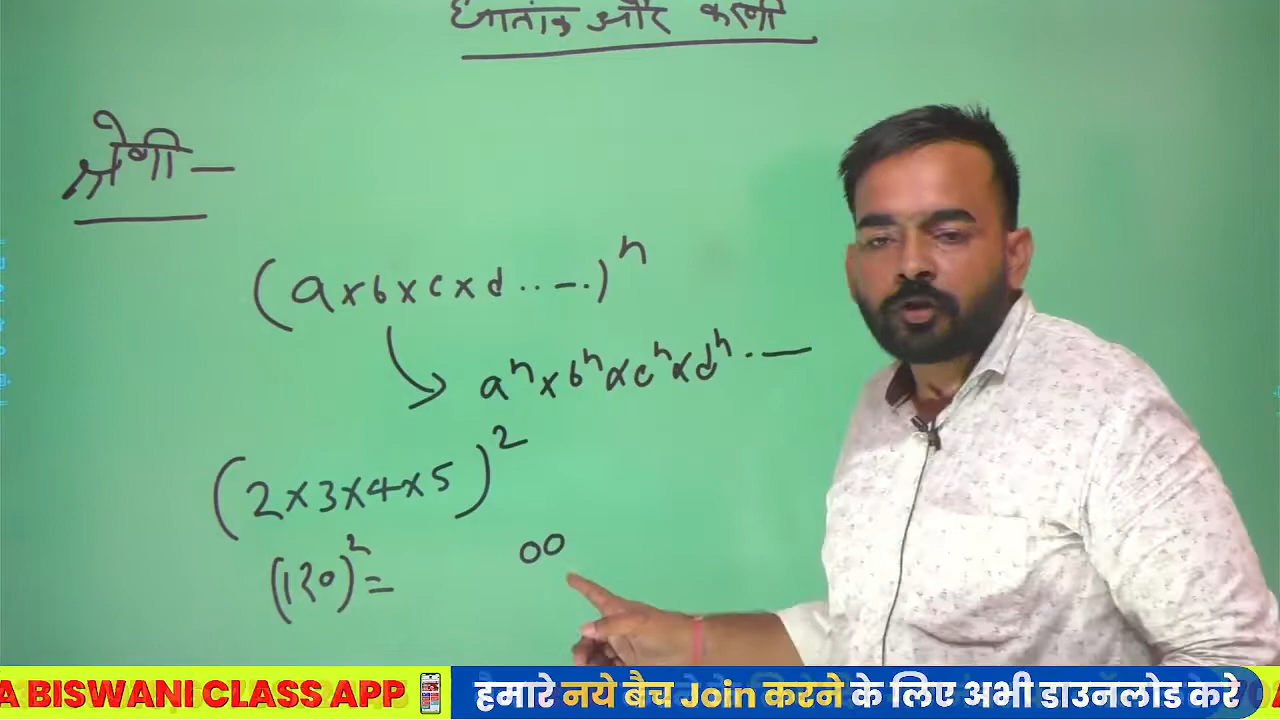 घातांक और करणी
श्रेणी —
(a×b×c×d ..—.)ⁿ
aⁿ×bⁿ×cⁿ×dⁿ . —
(2×3×4×5)²
(120)² =
00
A BISWANI CLASS APP
हमारे नये बैच Join करने के लिए अभी डाउनलोड करे